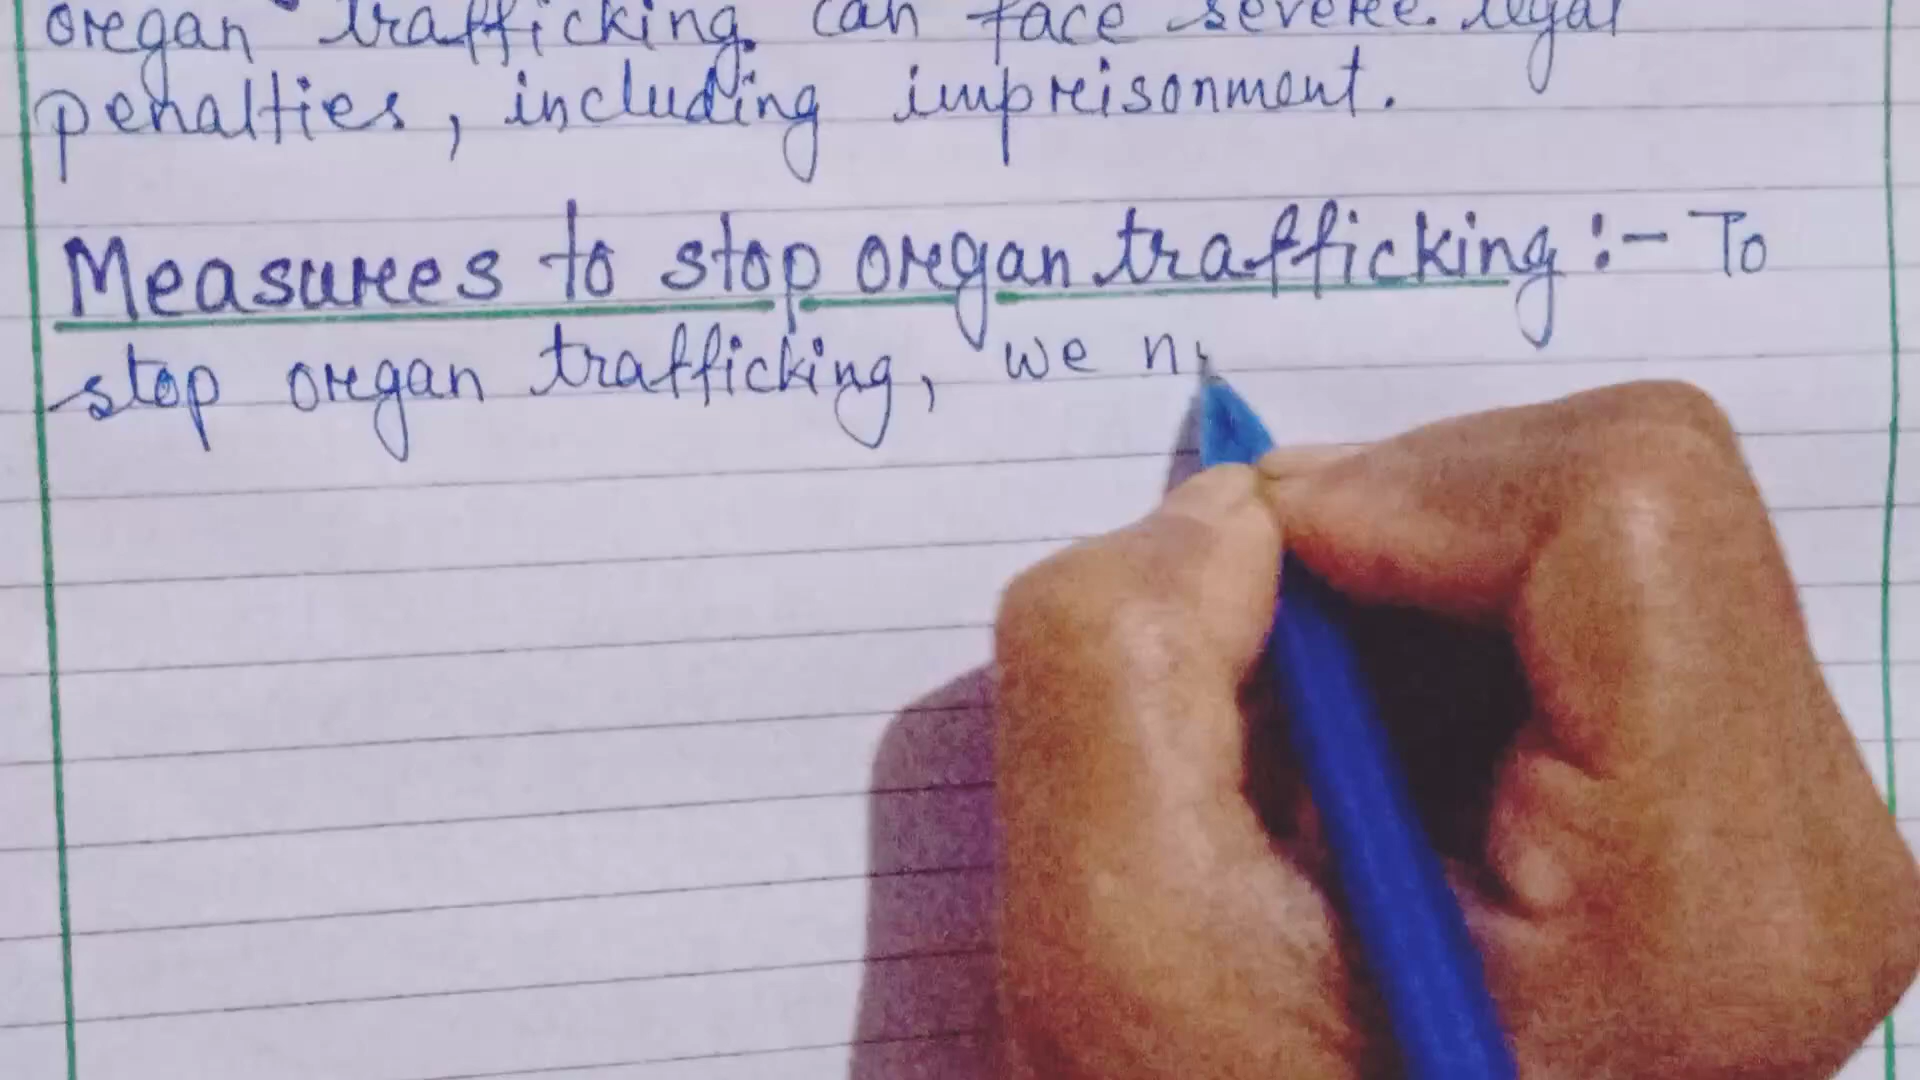 organ trafficking can face severe legal
penalties, including imprisonment.
Measures to stop organ trafficking :- To
stop organ trafficking, we n